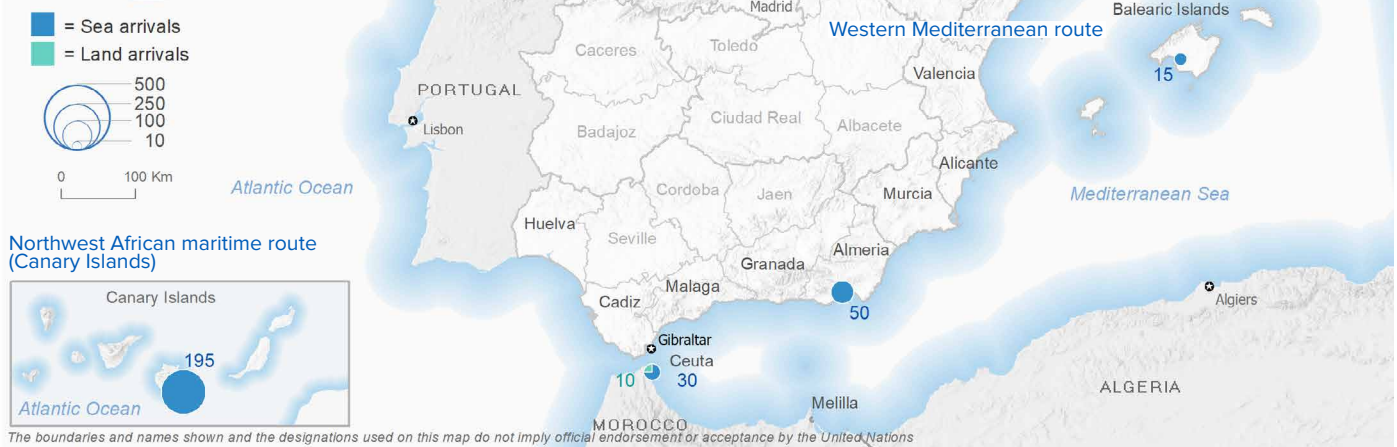 = Sea arrivals
= Land arrivals
500
250
100
10
0 100 Km
Northwest African maritime route
(Canary Islands)
Canary Islands
195
Atlantic Ocean
Atlantic Ocean
PORTUGAL
Lisbon
Madrid
Caceres
Toledo
Western Mediterranean route
Balearic Islands
15
Valencia
Badajoz
Ciudad Real
Albacete
Alicante
Cordoba
Jaen
Murcia
Mediterranean Sea
Huelva
Seville
Almeria
Granada
Malaga
Cadiz
50
Algiers
Gibraltar
Ceuta
10
30
Melilla
ALGERIA
MOROCCO
The boundaries and names shown and the designations used on this map do not imply official endorsement or acceptance by the United Nations